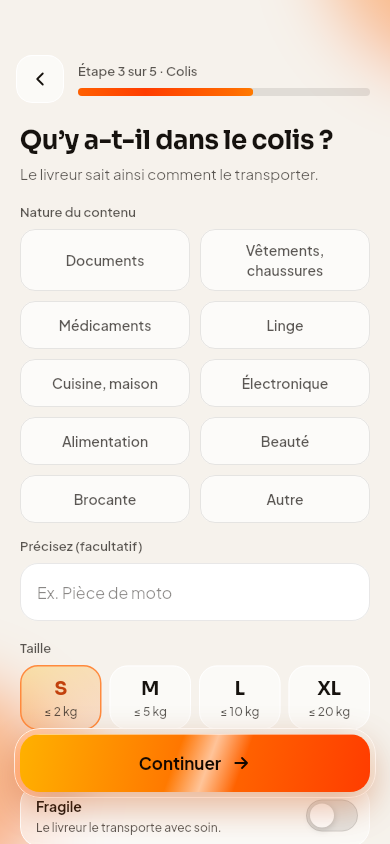 Étape 3 sur 5 · Colis
Qu’y a-t-il dans le colis ?
Le livreur sait ainsi comment le transporter.
Nature du contenu
Documents
Vêtements,
chaussures
Médicaments
Linge
Cuisine, maison
Électronique
Alimentation
Beauté
Brocante
Autre
Précisez (facultatif)
Ex. Pièce de moto
Taille
S
≤ 2 kg
M
≤ 5 kg
L
≤ 10 kg
XL
≤ 20 kg
Continuer →
Fragile
Le livreur le transporte avec soin.